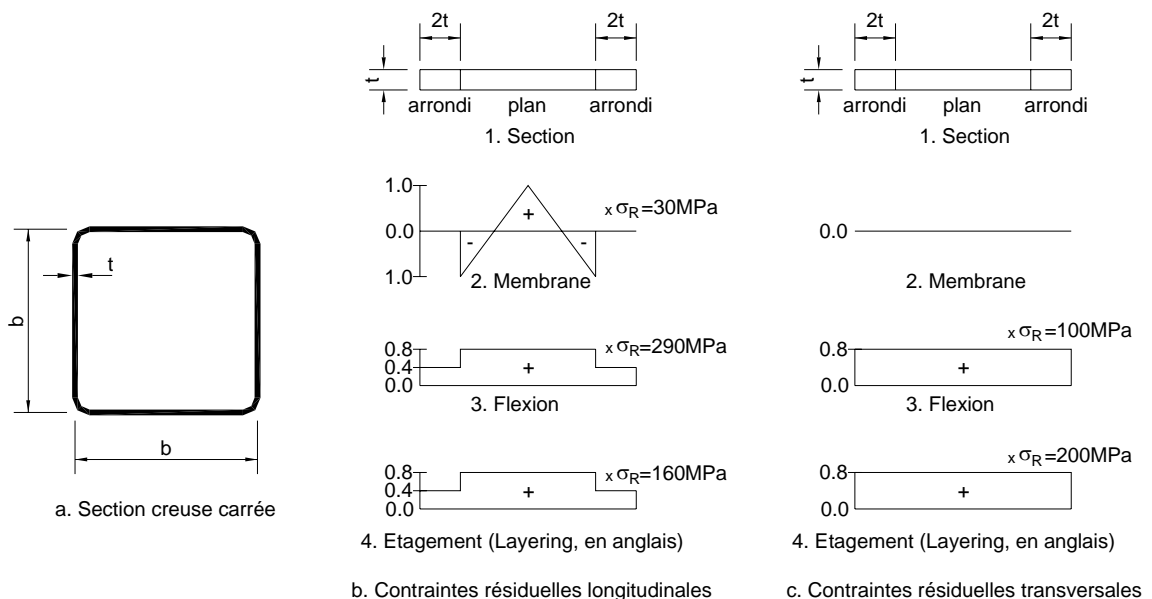 2t
2t
t
arrondi plan arrondi
1. Section
1.0
0.0
1.0
+
-
-
x σR=30MPa
2. Membrane
0.8
0.4
0.0
+
x σR=290MPa
3. Flexion
0.8
0.4
0.0
+
x σR=160MPa
4. Etagement (Layering, en anglais)
b. Contraintes résiduelles longitudinales
2t
2t
t
arrondi plan arrondi
1. Section
0.0
2. Membrane
0.8
0.0
+
x σR=100MPa
3. Flexion
0.8
0.0
+
x σR=200MPa
4. Etagement (Layering, en anglais)
c. Contraintes résiduelles transversales
t
b
b
a. Section creuse carrée